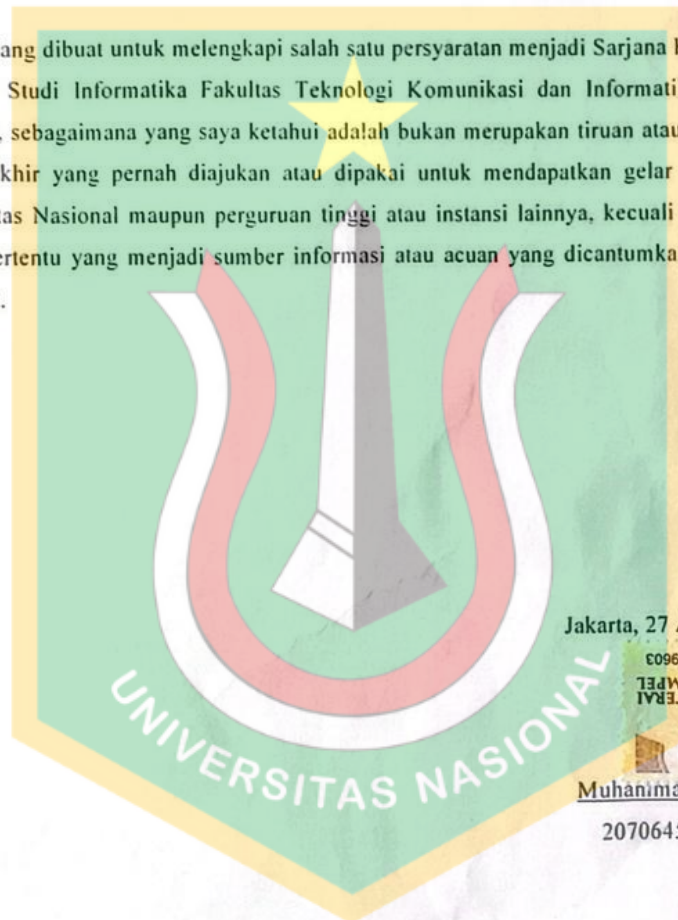 ang dibuat untuk melengkapi salah satu persyaratan menjadi Sarjana
Studi Informatika Fakultas Teknologi Komunikasi dan Informati
, sebagaimana yang saya ketahui adalah bukan merupakan tiruan atau
khir yang pernah diajukan atau dipakai untuk mendapatkan gelar
tas Nasional maupun perguruan tinggi atau instansi lainnya, kecuali
ertentu yang menjadi sumber informasi atau acuan yang dicantumka
.
Jakarta, 27
9603
TERAI
MPEL
UNIVERSITAS NASIONAL
Muhamma
207064